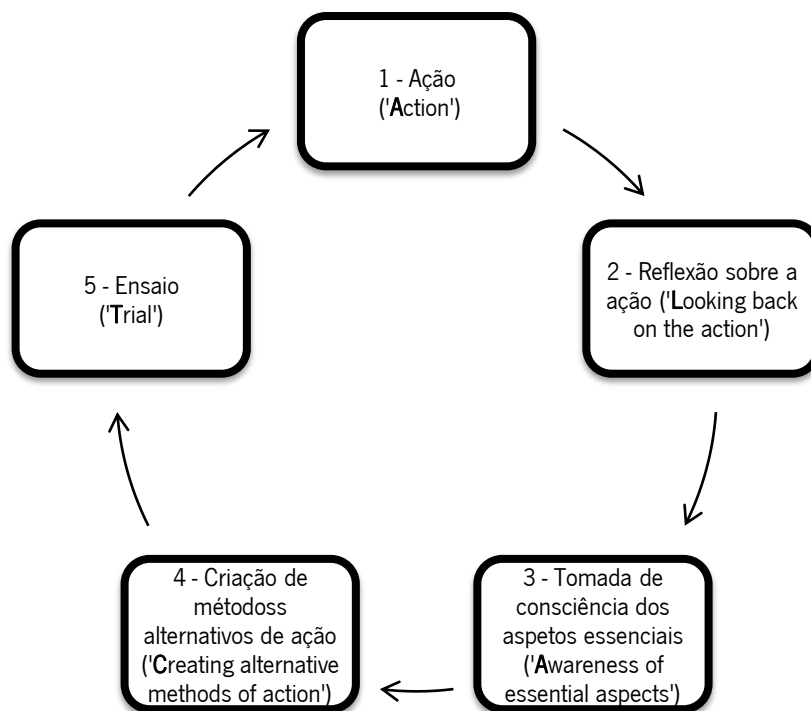 1 - Ação
('Action')
2 - Reflexão sobre a
ação ('Looking back
on the action')
3 - Tomada de
consciência dos
aspetos essenciais
('Awareness of
essential aspects')
4 - Criação de
métodoss
alternativos de ação
('Creating alternative
methods of action')
5 - Ensaio
('Trial')